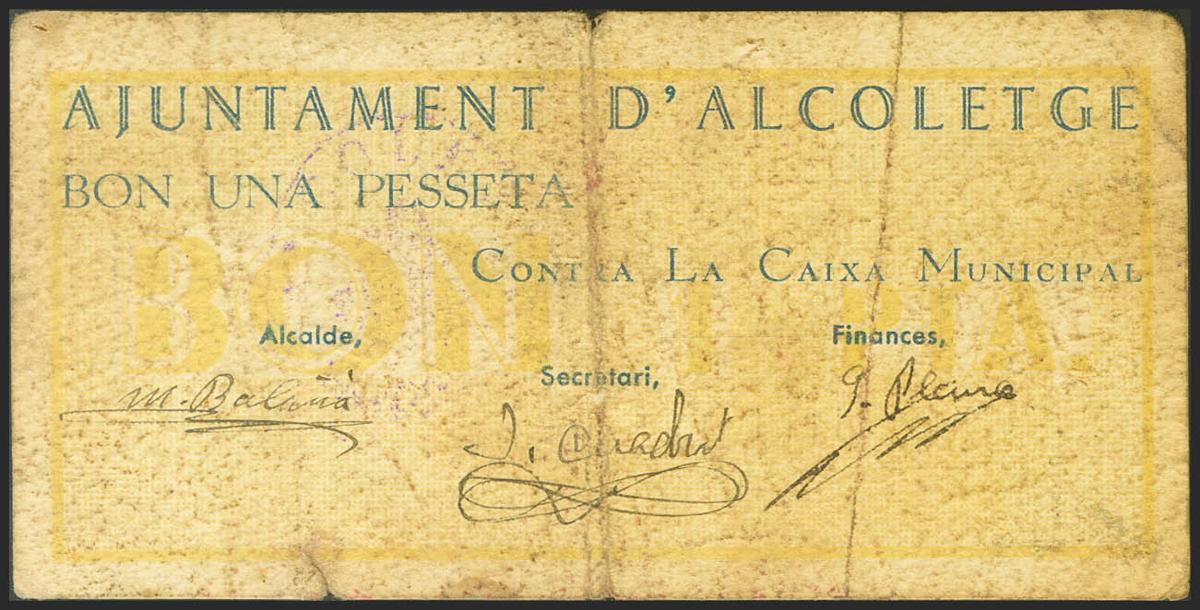 AJUNTAMENT D'ALCOLETGE
BON UNA PESSETA
CONTRA LA CAIXA MUNICIPAL
BON 1 PTA.
Alcalde,
Finances,
Secretari,
M.
J.